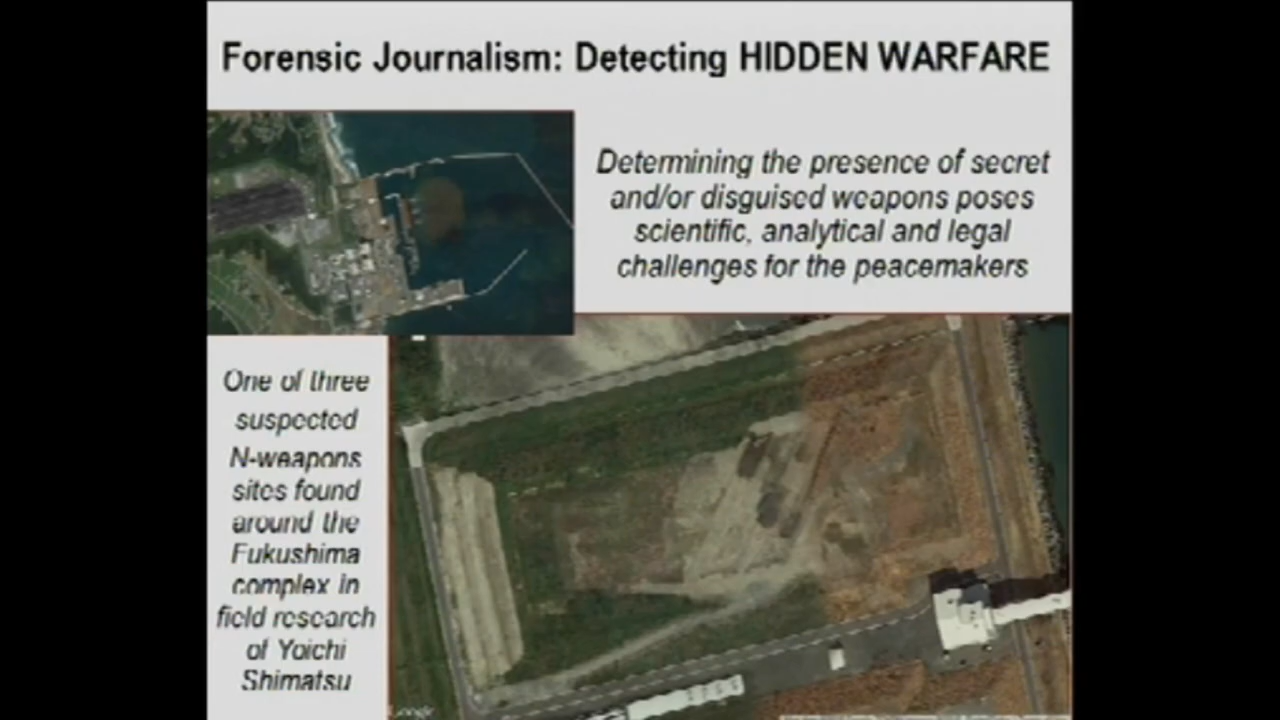 Forensic Journalism: Detecting HIDDEN WARFARE
Determining the presence of secret
and/or disguised weapons poses
scientific, analytical and legal
challenges for the peacemakers
One of three
suspected
N-weapons
sites found
around the
Fukushima
complex in
field research
of Yoichi
Shimatsu
Google